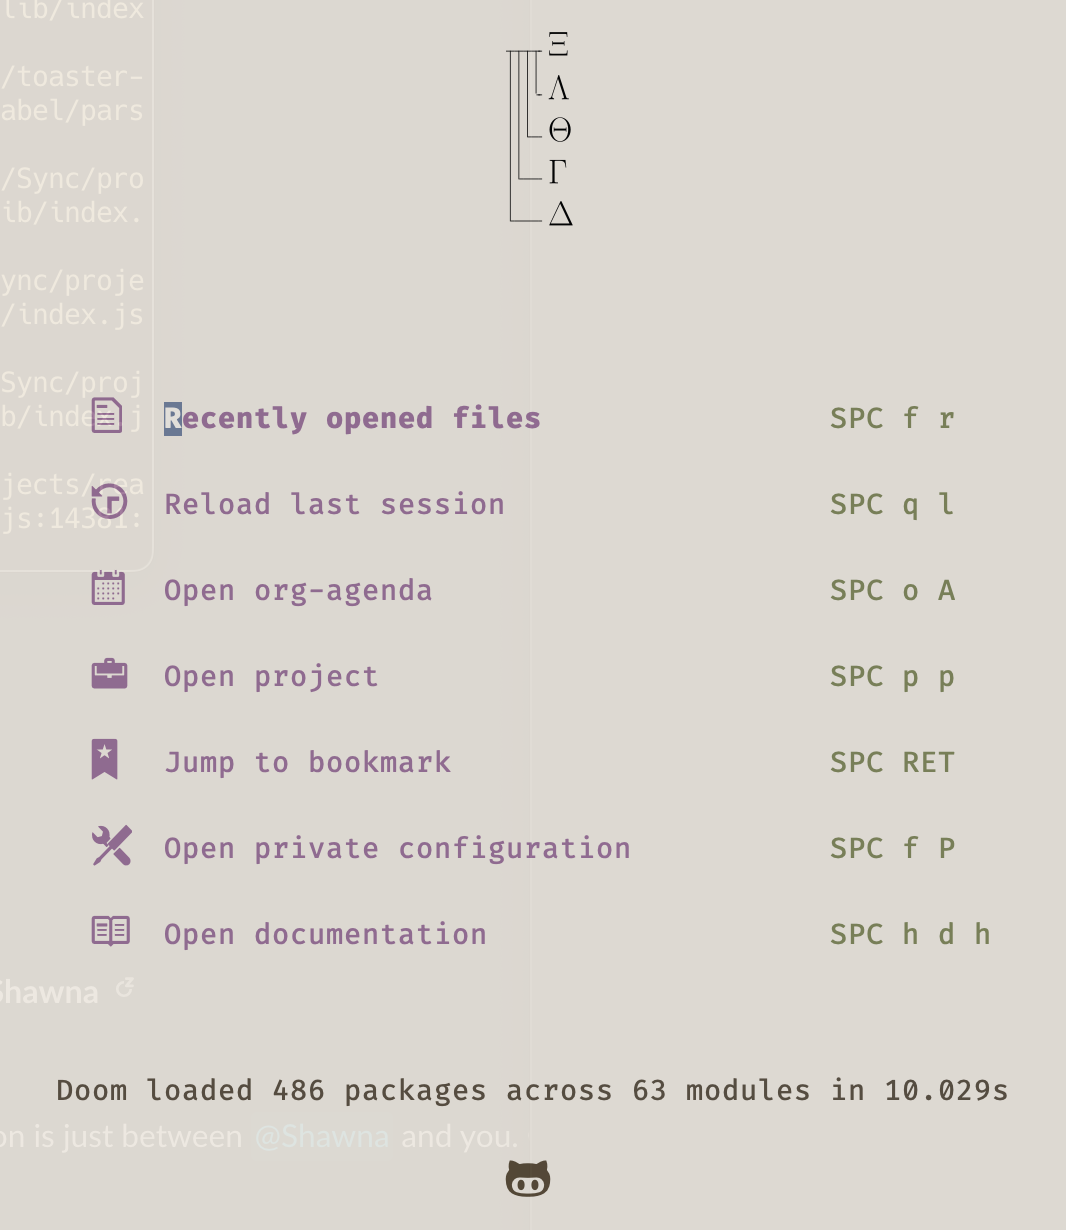 lib/index
/toaster-
abel/pars
/Sync/pro
ib/index.
ync/proje
/index.js
Sync/proj
b/index.j
jects/rea
js:14381:
Ξ
Λ
Θ
Γ
Δ
Recently opened files SPC f r
Reload last session SPC q l
Open org-agenda SPC o A
Open project SPC p p
Jump to bookmark SPC RET
Open private configuration SPC f P
Open documentation SPC h d h
Shawna
Doom loaded 486 packages across 63 modules in 10.029s
on is just between @Shawna and you.